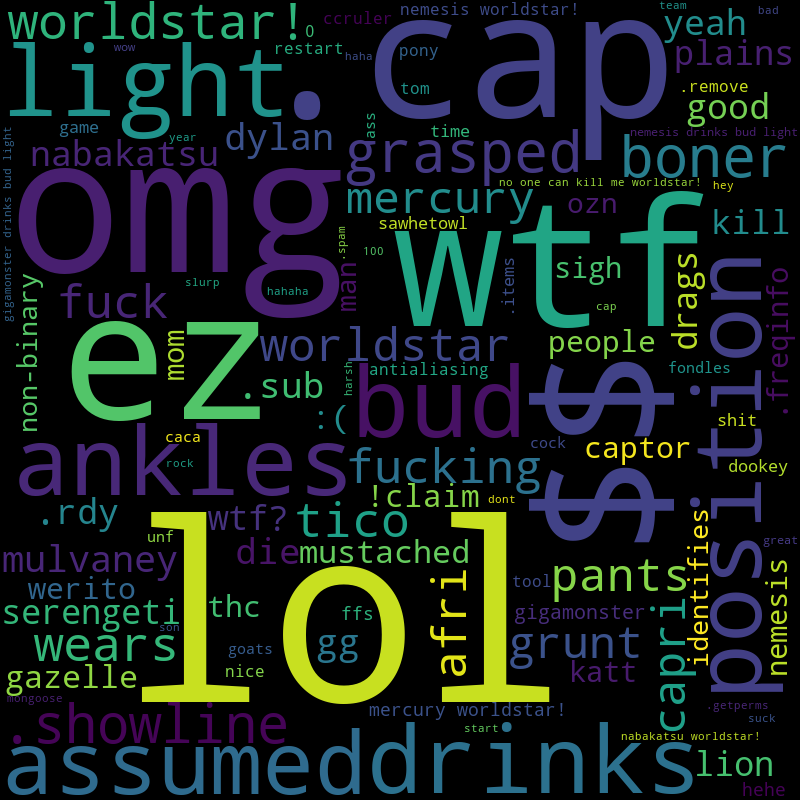 worldstar!
0
ccruler
nemesis worldstar!
team
bad
light.
wow
restart
haha
pony
cap
yeah
plains
tom
.remove
good
game
year
dylan
ass
time
nemesis drinks bud light
gigamonster drinks bud light
nabakatsu
grasped
boner
omg
no one can kill me worldstar!
hey
mercury
ozn
sawhetowl
wtf
kill
.spam
100
sigh
.items
slurp
hahaha
man
cap
drags
position
.freqinfo
non-binary
fuck
ez
mom
worldstar
people
.sub
harsh
antialiasing
fondles
:(
bud
$$
shit
ankles
caca
rock
cock
captor
dookey
fucking
.rdy
!claim
dont
wtf?
tico
unf
die
mustached
identifies
great
mulvaney
lol
afri
tool
pants
nemesis
werito
serengeti
son
thc
ffs
gigamonster
capri
wears
goats
gg
grunt
gazelle
nice
katt
mongoose
.showline
mercury worldstar!
.getperms
suck
start
assumed
drinks
nabakatsu worldstar!
lion
hehe